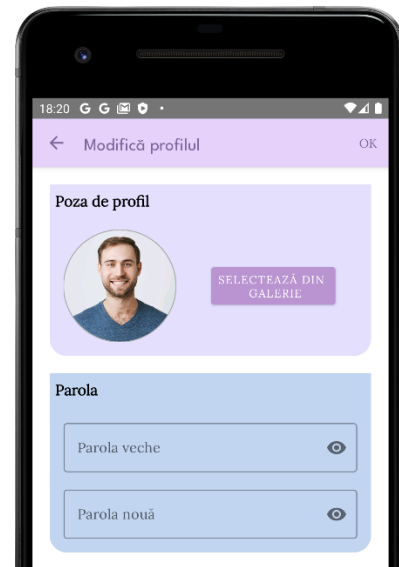 18:20 G G
Modifică profilul
OK
Poza de profil
SELECTEAZĂ DIN
GALERIE
Parola
Parola veche
Parola nouă